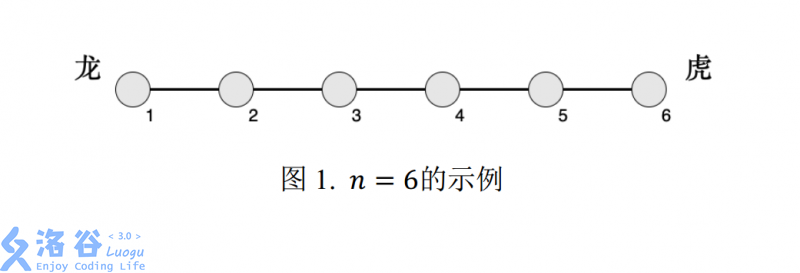 龙 虎
1 2 3 4 5 6
图 1. n = 6的示例
洛谷 < 3.0 > Luogu
Enjoy Coding Life